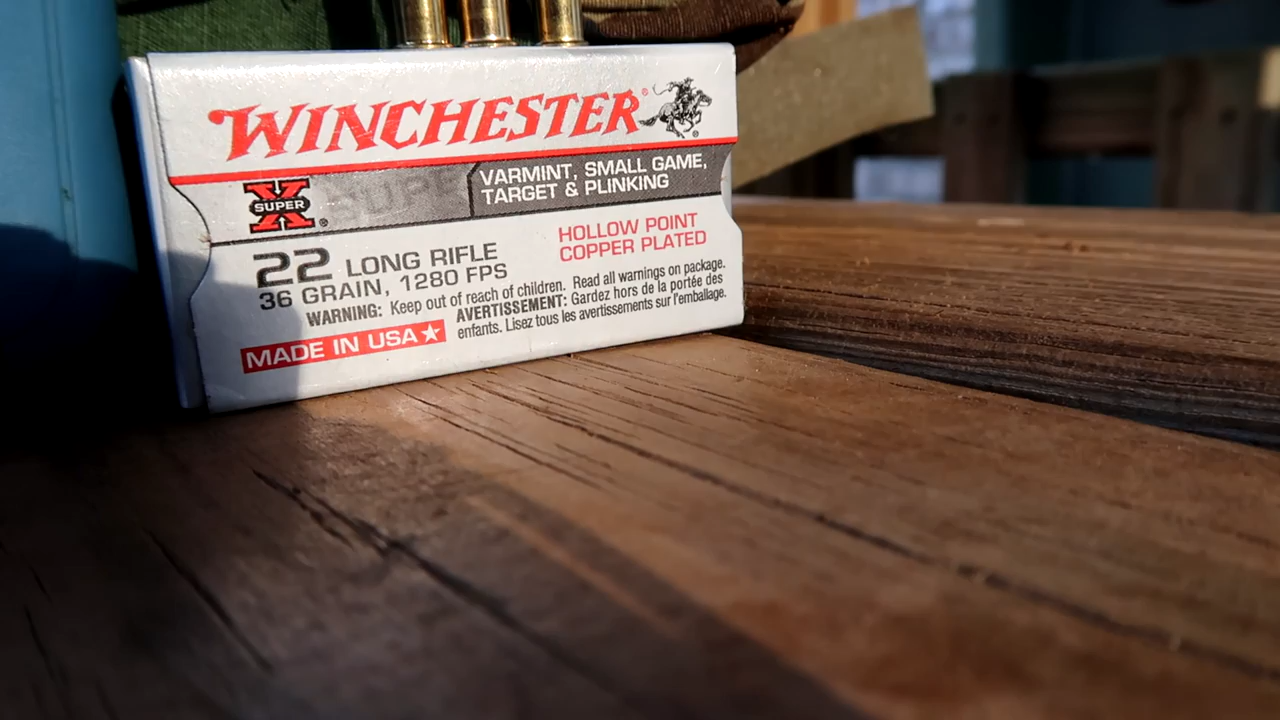 WINCHESTER®
®
SUPER X®
SUPER
VARMINT, SMALL GAME,
TARGET & PLINKING
22 LONG RIFLE
36 GRAIN, 1280 FPS
HOLLOW POINT
COPPER PLATED
WARNING: Keep out of reach of children. Read all warnings on package.
AVERTISSEMENT: Gardez hors de la portée des
enfants. Lisez tous les avertissements sur l'emballage.
MADE IN USA★